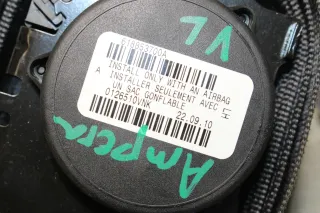 VL
A INSTALL ONLY WITH AN AIRBAG
INSTALLER SEULEMENT AVEC
UN SAC GONFLABLE
0126510VNK 22.09.10
Ampera